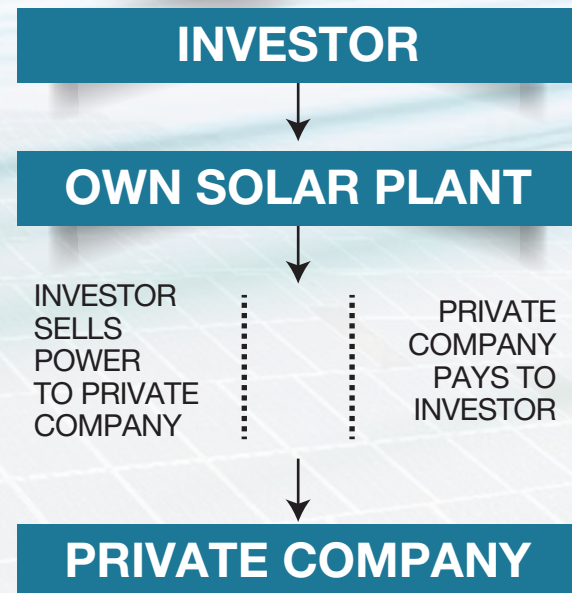 INVESTOR
OWN SOLAR PLANT
INVESTOR
SELLS
POWER
TO PRIVATE
COMPANY
PRIVATE
COMPANY
PAYS TO
INVESTOR
PRIVATE COMPANY